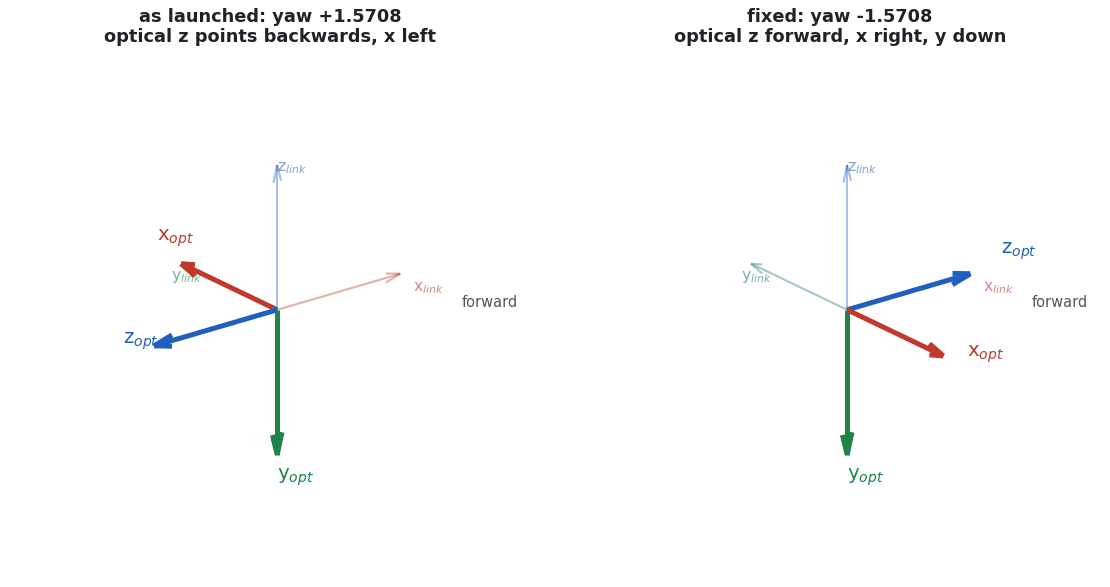 as launched: yaw +1.5708
optical z points backwards, x left
z_link
x_opt
y_link
x_link
forward
z_opt
y_opt
fixed: yaw -1.5708
optical z forward, x right, y down
z_link
z_opt
y_link
x_link
forward
x_opt
y_opt